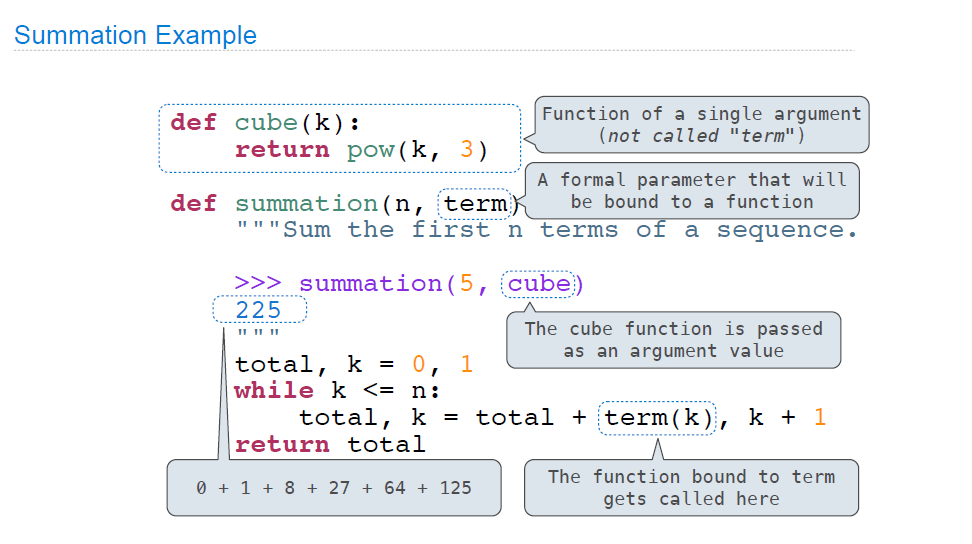 Summation Example
def cube(k):
    return pow(k, 3)
Function of a single argument
(not called "term")
A formal parameter that will
be bound to a function
def summation(n, term)
    """Sum the first n terms of a sequence.
    >>> summation(5, cube)
    225
    """
The cube function is passed
as an argument value
    total, k = 0, 1
    while k <= n:
        total, k = total + term(k), k + 1
    return total
0 + 1 + 8 + 27 + 64 + 125
The function bound to term
gets called here